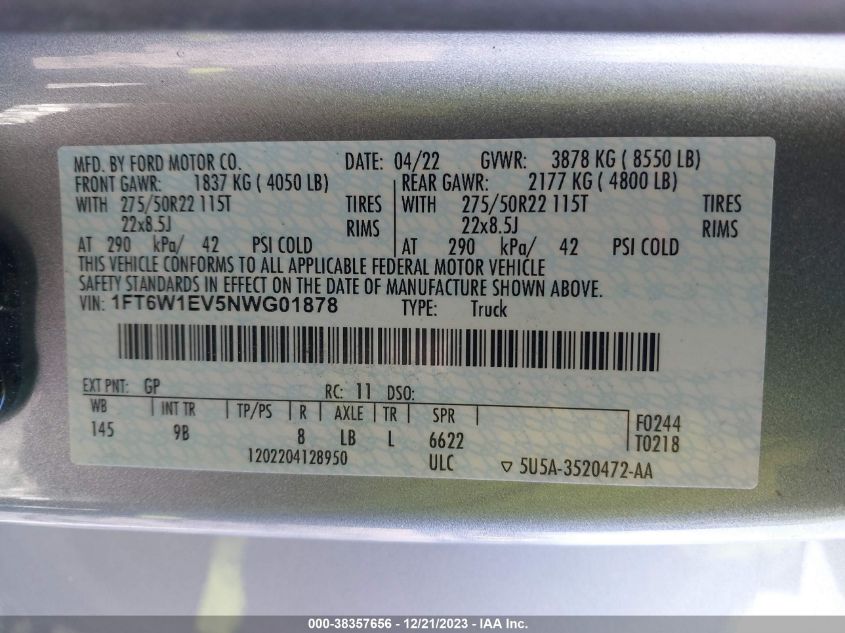 MFD. BY FORD MOTOR CO. DATE: 04/22 GVWR: 3878 KG ( 8550 LB)
FRONT GAWR: 1837 KG ( 4050 LB) REAR GAWR: 2177 KG ( 4800 LB)
WITH 275/50R22 115T TIRES WITH 275/50R22 115T TIRES
22x8.5J RIMS 22x8.5J RIMS
AT 290 kPa/ 42 PSI COLD AT 290 kPa/ 42 PSI COLD
THIS VEHICLE CONFORMS TO ALL APPLICABLE FEDERAL MOTOR VEHICLE
SAFETY STANDARDS IN EFFECT ON THE DATE OF MANUFACTURE SHOWN ABOVE.
VIN: 1FT6W1EV5NWG01878 TYPE: Truck
EXT PNT: GP RC: 11 DSO:
WB INT TR TP/PS R AXLE TR SPR F0244
145 9B 8 LB L 6622 T0218
1202204128950 ULC 5U5A-3520472-AA
000-38357656 - 12/21/2023 - IAA Inc.